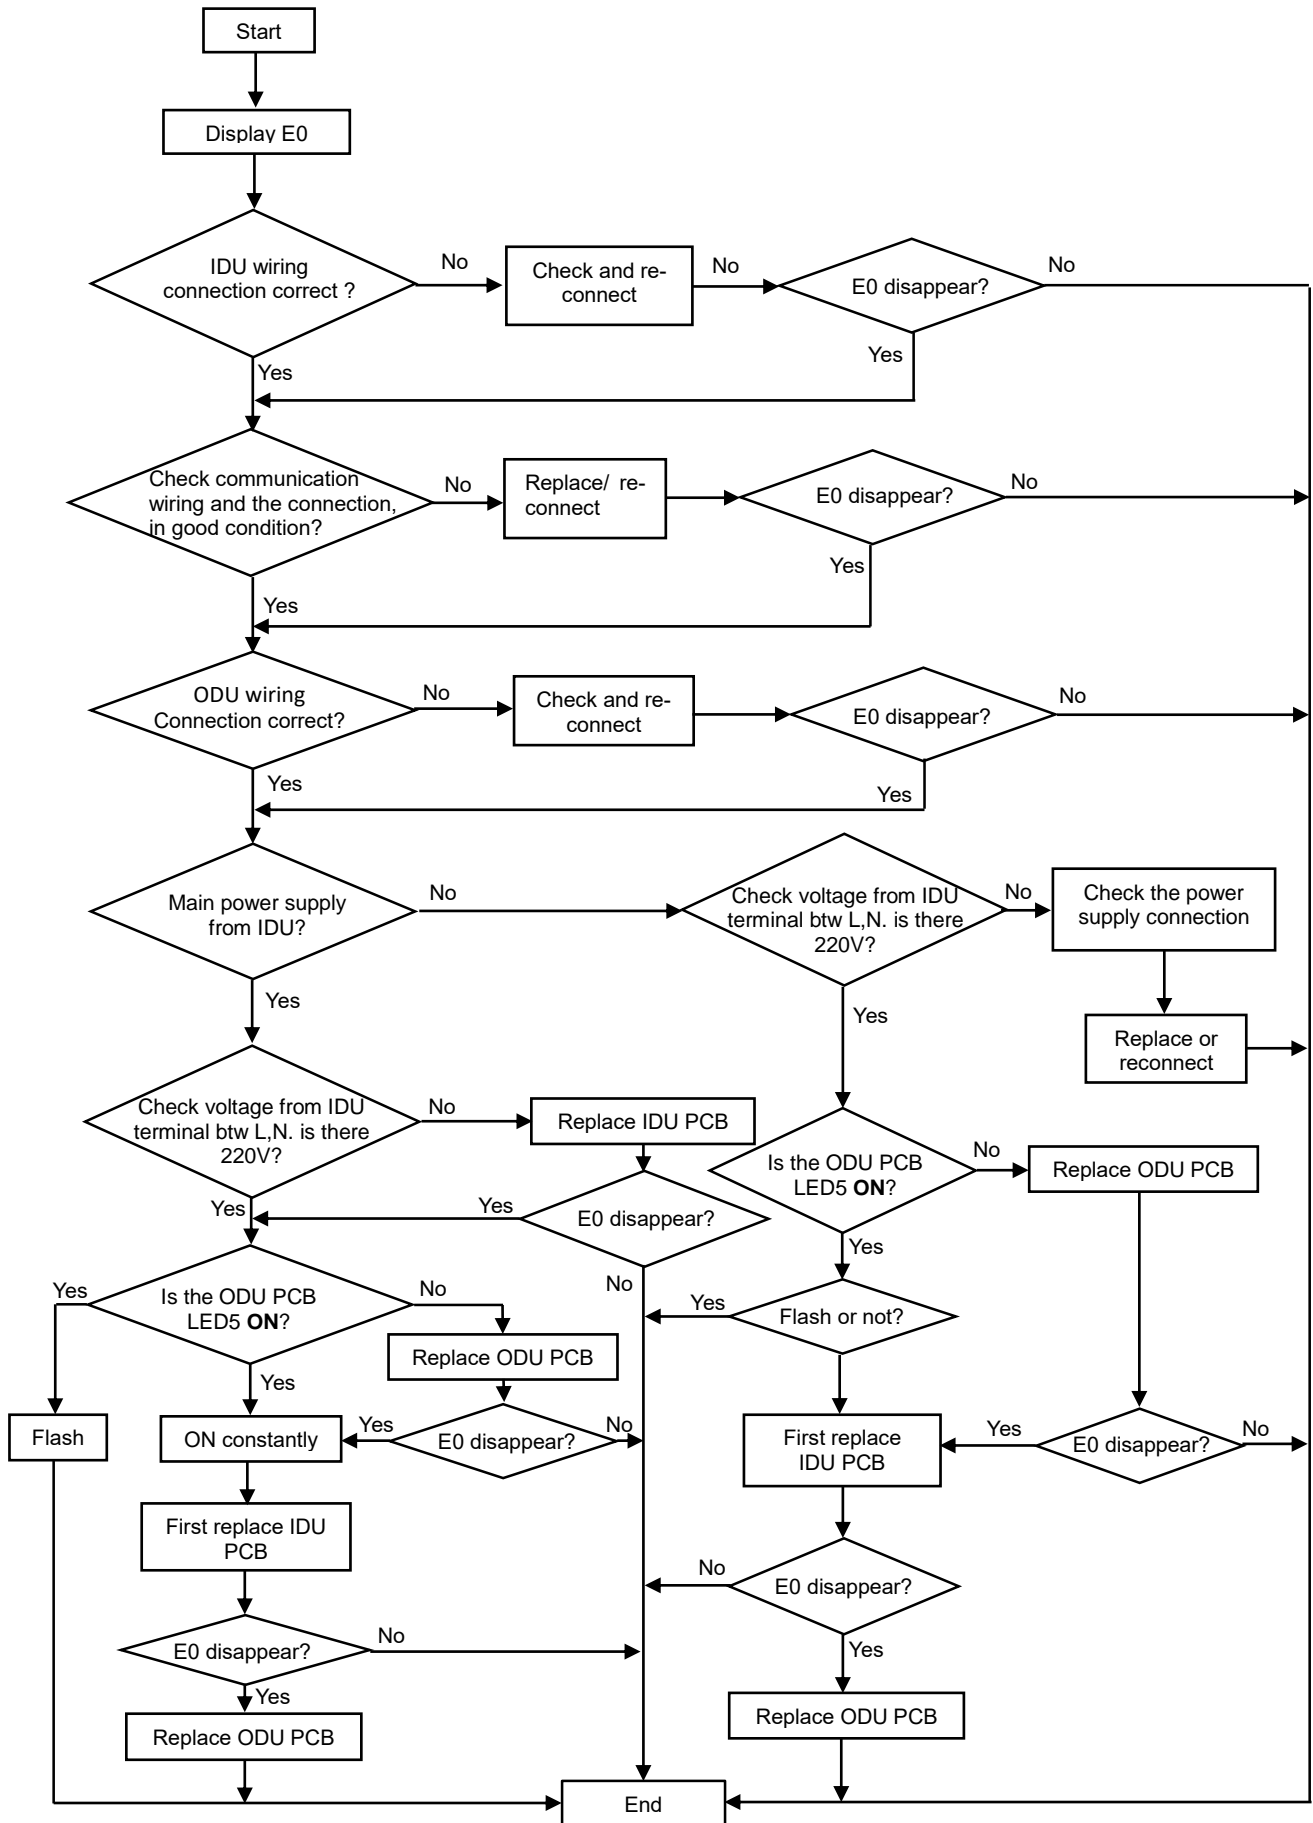 Start
Display E0
IDU wiring
connection correct ?
No
Check and re-
connect
No
E0 disappear?
No
Yes
Yes
Check communication
wiring and the connection,
in good condition?
No
Replace/ re-
connect
E0 disappear?
No
Yes
Yes
ODU wiring
Connection correct?
No
Check and re-
connect
E0 disappear?
No
Yes
Yes
Main power supply
from IDU?
No
Check voltage from IDU
terminal btw L,N. is there
220V?
No
Check the power
supply connection
Yes
Yes
Replace or
reconnect
Check voltage from IDU
terminal btw L,N. is there
220V?
No
Replace IDU PCB
Is the ODU PCB
LED5 ON?
No
Replace ODU PCB
Yes
Yes
E0 disappear?
Yes
No
Yes
Is the ODU PCB
LED5 ON?
No
Yes
Flash or not?
Replace ODU PCB
Yes
Flash
ON constantly
Yes
E0 disappear?
No
First replace
IDU PCB
Yes
E0 disappear?
No
First replace IDU
PCB
No
E0 disappear?
E0 disappear?
No
Yes
Yes
Replace ODU PCB
Replace ODU PCB
End